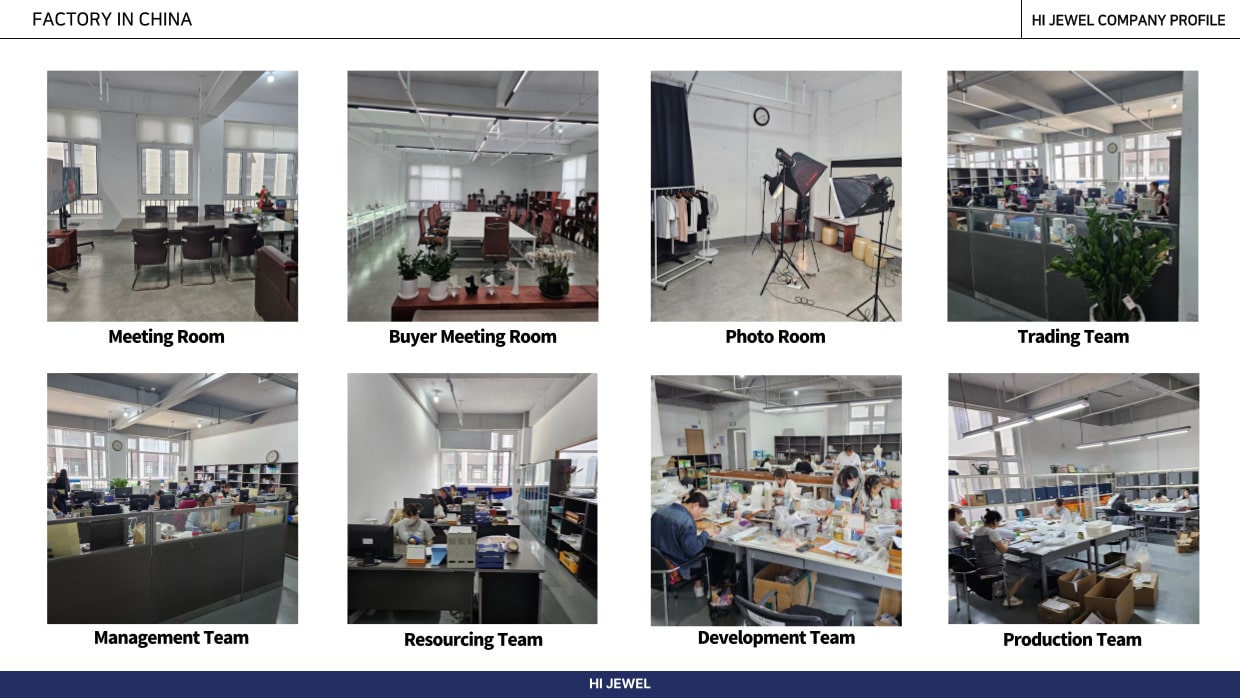 FACTORY IN CHINA
HI JEWEL COMPANY PROFILE
Meeting Room
Buyer Meeting Room
Photo Room
Trading Team
Management Team
Resourcing Team
Development Team
Production Team
HI JEWEL